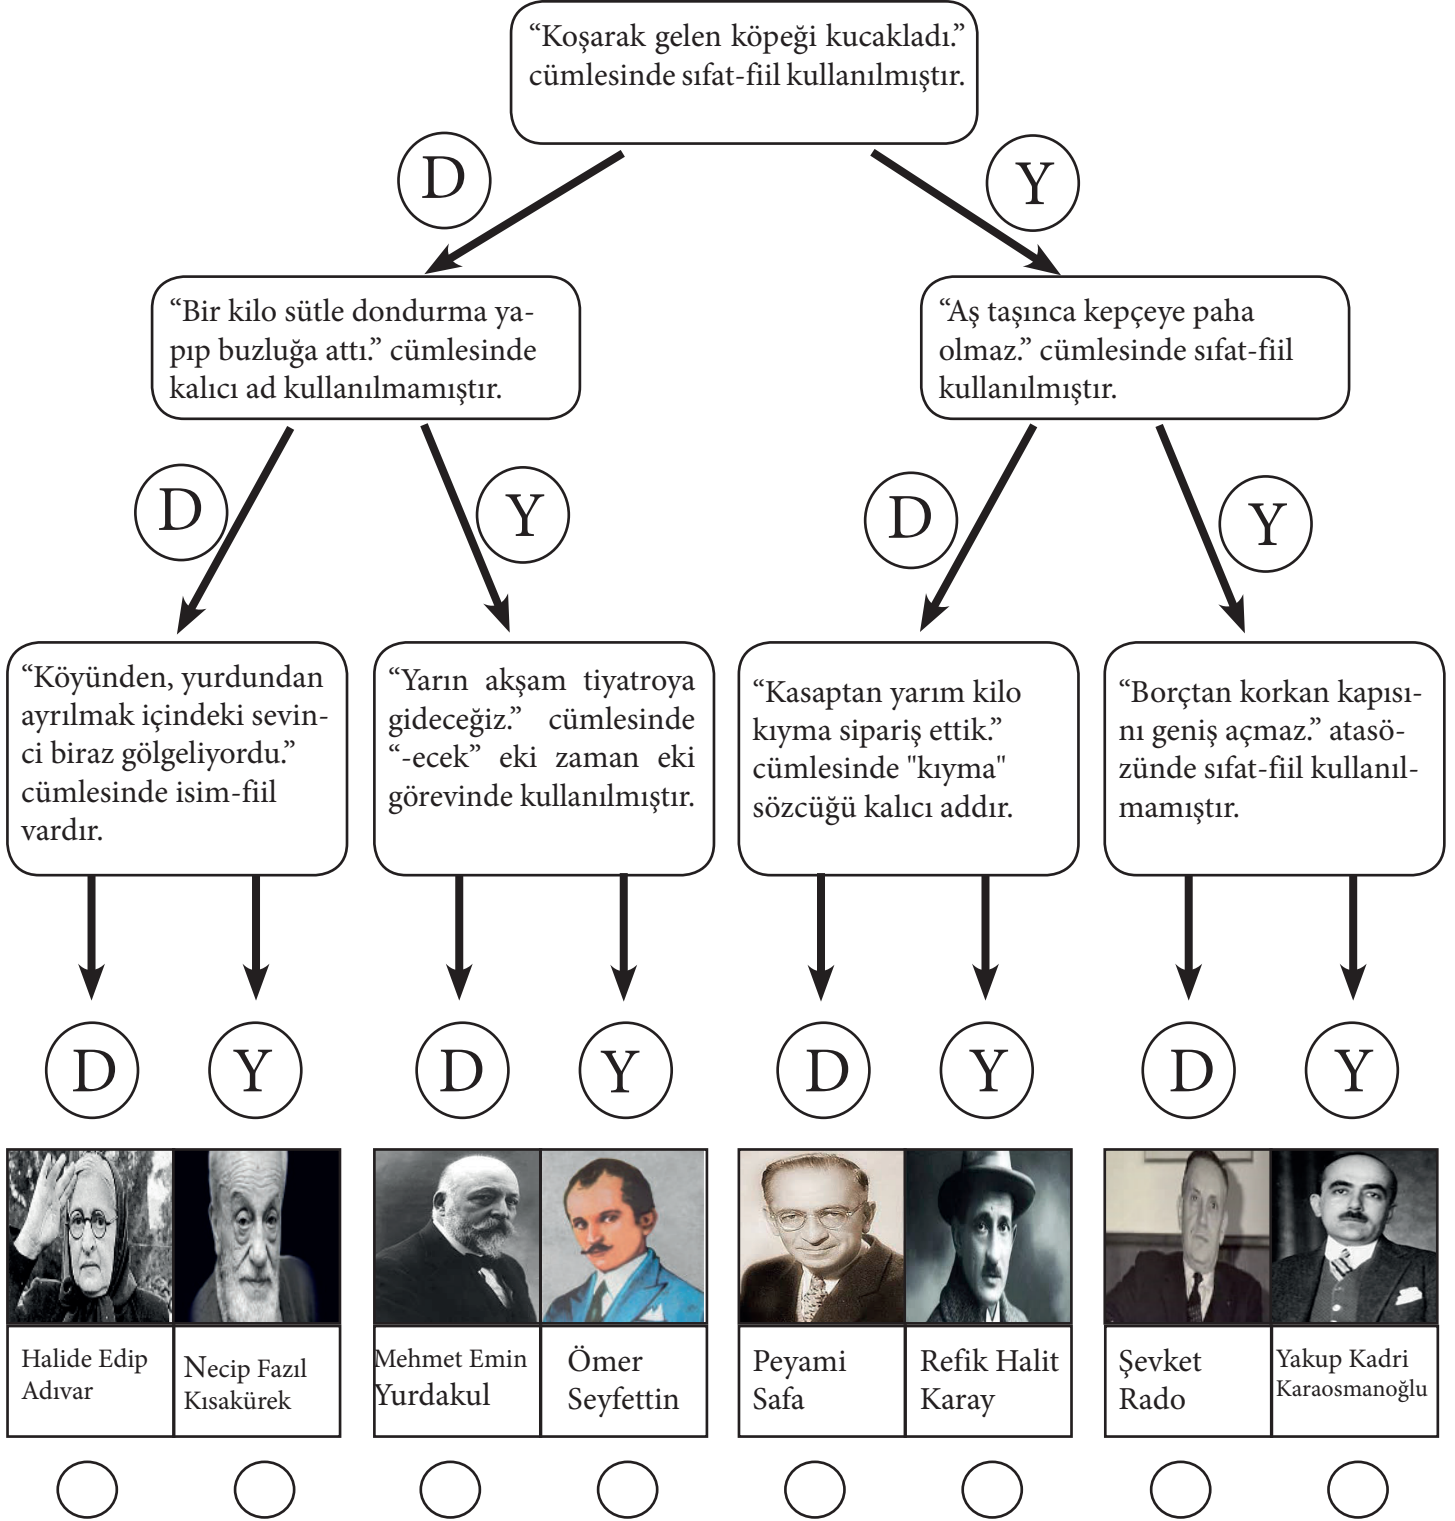 “Koşarak gelen köpeği kucakladı.”
cümlesinde sıfat-fiil kullanılmıştır.
D
Y
“Bir kilo sütle dondurma ya-
pıp buzluğa attı.” cümlesinde
kalıcı ad kullanılmamıştır.
“Aş taşınca kepçeye paha
olmaz.” cümlesinde sıfat-fiil
kullanılmıştır.
D
Y
D
Y
“Köyünden, yurdundan
ayrılmak içindeki sevin-
ci biraz gölgeliyordu.”
cümlesinde isim-fiil
vardır.
“Yarın akşam tiyatroya
gideceğiz.” cümlesinde
“-ecek” eki zaman eki
görevinde kullanılmıştır.
“Kasaptan yarım kilo
kıyma sipariş ettik.”
cümlesinde "kıyma"
sözcüğü kalıcı addır.
“Borçtan korkan kapısı-
nı geniş açmaz.” atasö-
zünde sıfat-fiil kullanıl-
mamıştır.
D
Y
D
Y
D
Y
D
Y
Halide Edip
Adıvar
Necip Fazıl
Kısakürek
Mehmet Emin
Yurdakul
Ömer
Seyfettin
Peyami
Safa
Refik Halit
Karay
Şevket
Rado
Yakup Kadri
Karaosmanoğlu